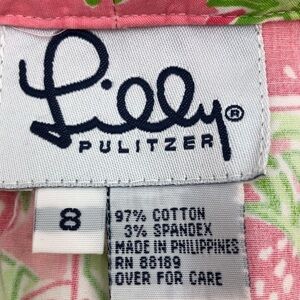 Lilly®
PULITZER
8
97% COTTON
3% SPANDEX
MADE IN PHILIPPINES
RN 88189
OVER FOR CARE